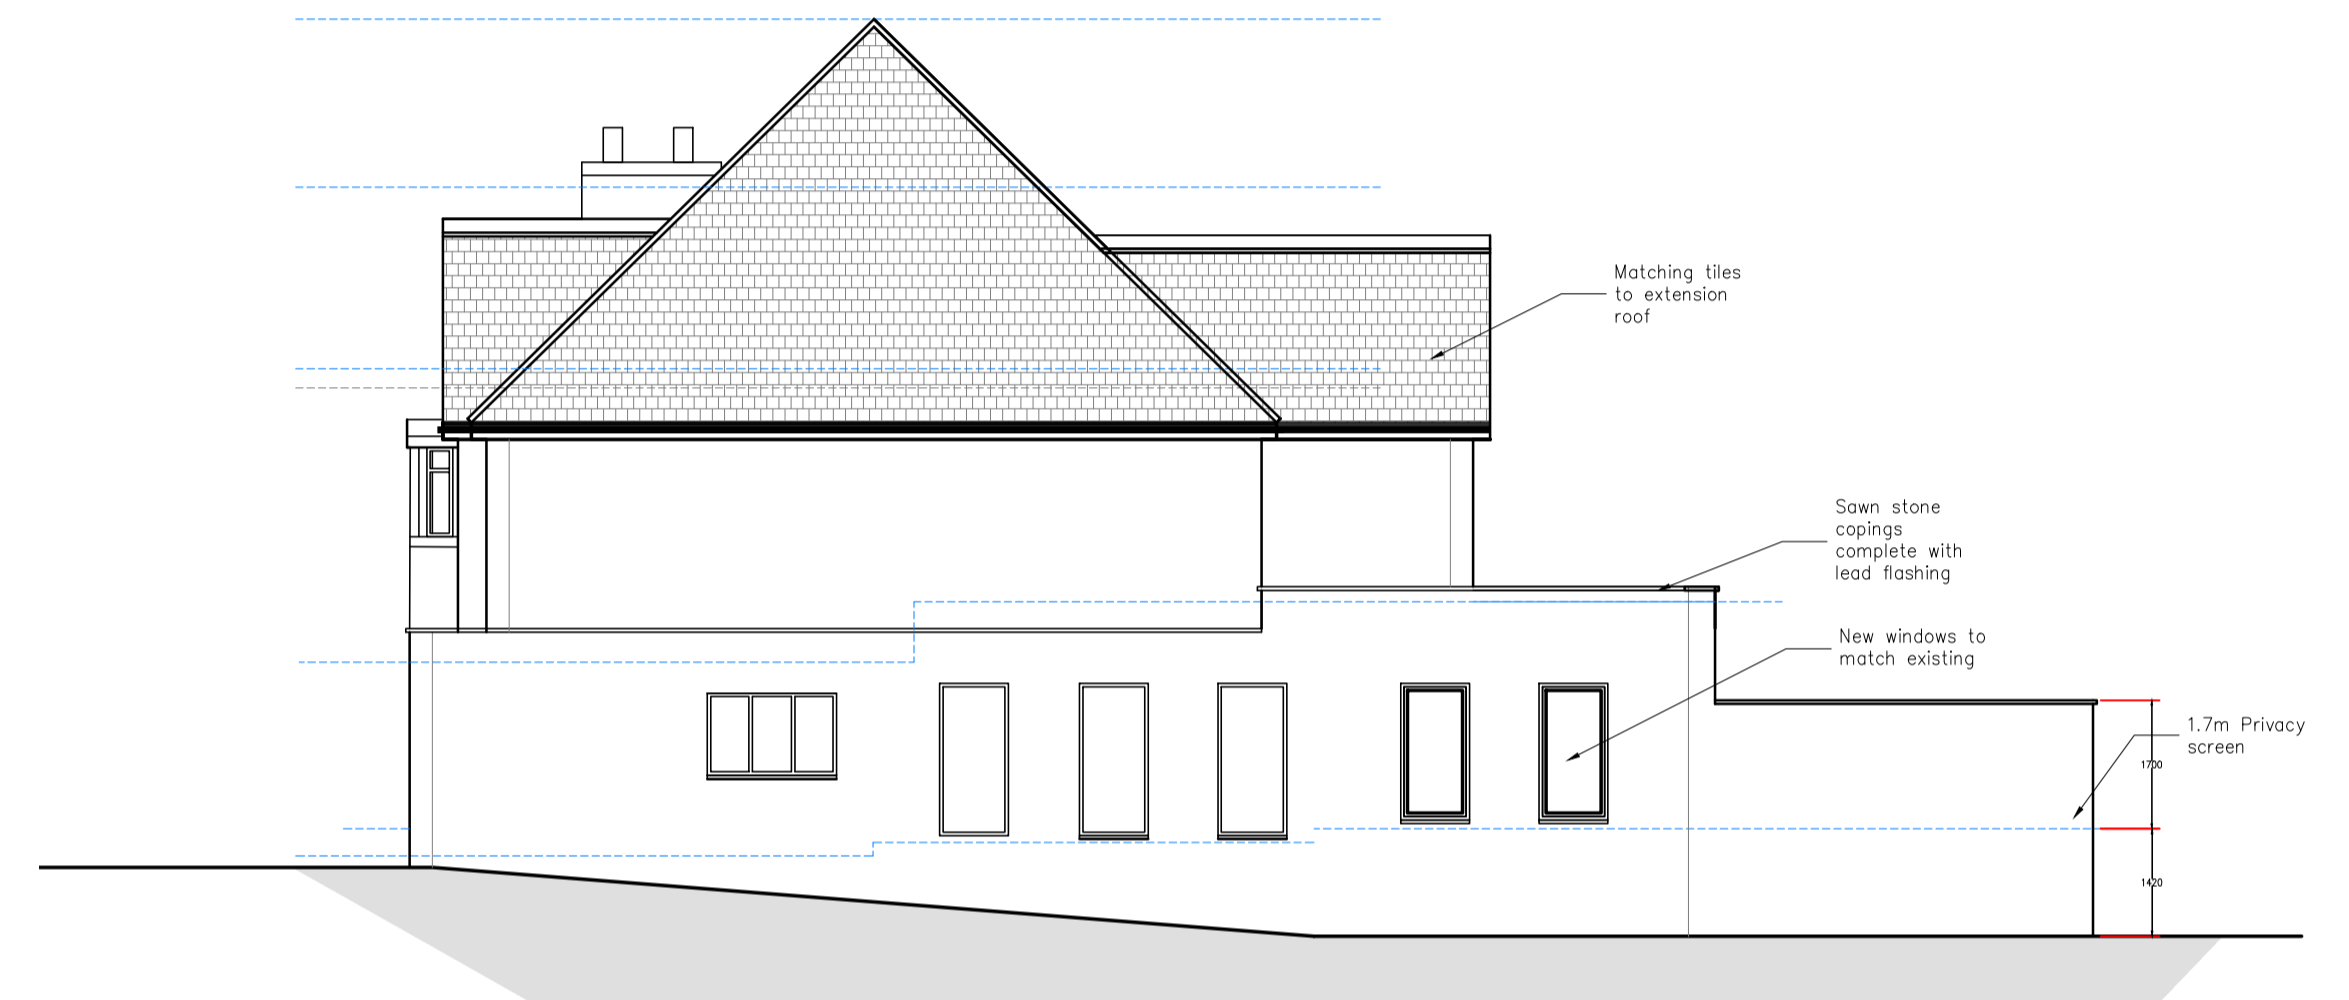 Matching tiles
to extension
roof
Sawn stone
copings
complete with
lead flashing
New windows to
match existing
1.7m Privacy
screen
1700
1420